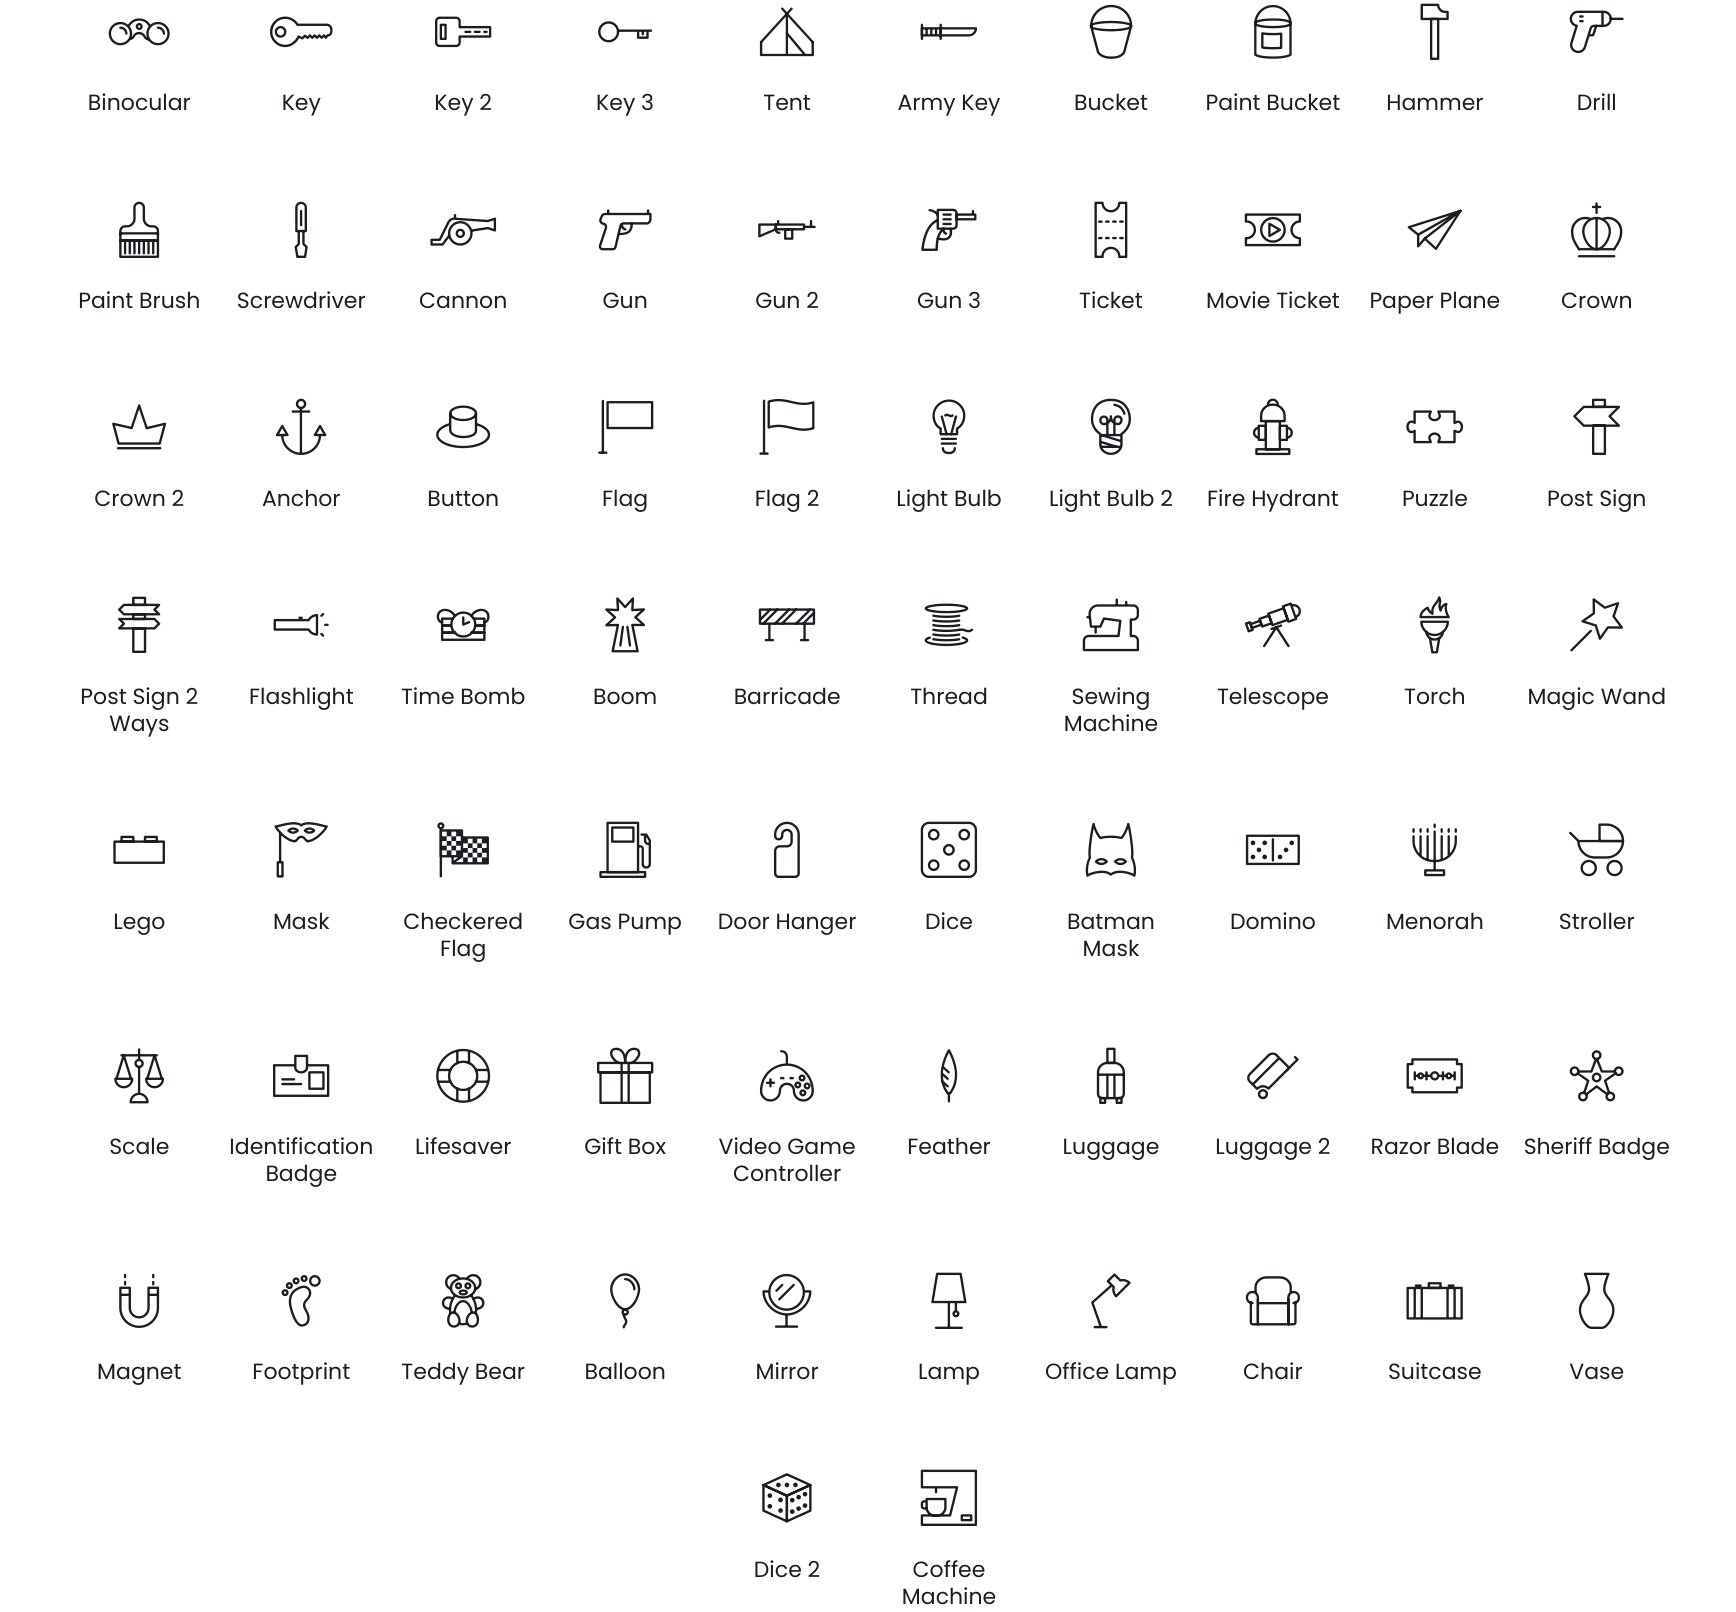 Binocular
Key
Key 2
Key 3
Tent
Army Key
Bucket
Paint Bucket
Hammer
Drill
Paint Brush
Screwdriver
Cannon
Gun
Gun 2
Gun 3
Ticket
Movie Ticket
Paper Plane
Crown
Crown 2
Anchor
Button
Flag
Flag 2
Light Bulb
Light Bulb 2
Fire Hydrant
Puzzle
Post Sign
Post Sign 2
Ways
Flashlight
Time Bomb
Boom
Barricade
Thread
Sewing
Machine
Telescope
Torch
Magic Wand
Lego
Mask
Checkered
Flag
Gas Pump
Door Hanger
Dice
Batman
Mask
Domino
Menorah
Stroller
Scale
Identification
Badge
Lifesaver
Gift Box
Video Game
Controller
Feather
Luggage
Luggage 2
Razor Blade
Sheriff Badge
Magnet
Footprint
Teddy Bear
Balloon
Mirror
Lamp
Office Lamp
Chair
Suitcase
Vase
Dice 2
Coffee
Machine